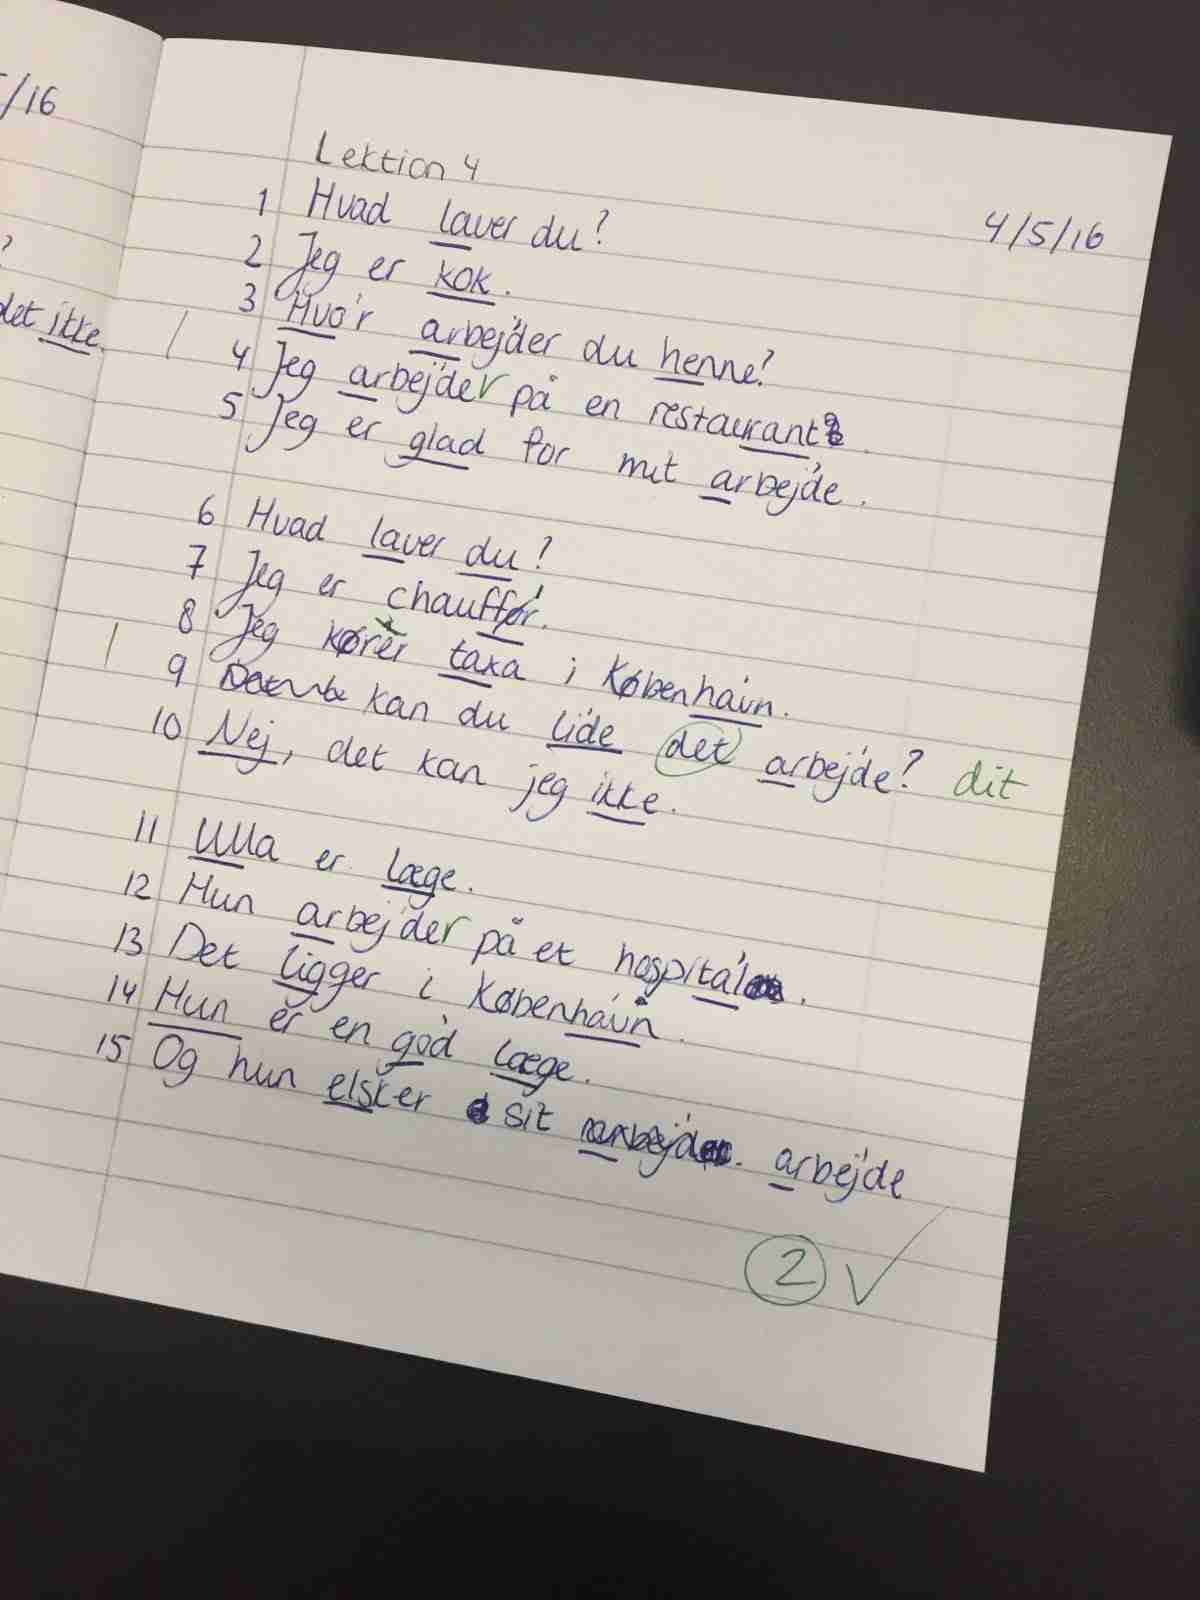 5/16
?
det ikke.
Lektion 4
4/5/16
1 Hvad laver du?
2 Jeg er kok.
3 Hvor arbejder du henne?
4 Jeg arbejder på en restaurant.
5 Jeg er glad for mit arbejde.
6 Hvad laver du?
7 Jeg er chauffør.
8 Jeg kører taxa i København.
9 kan du lide det arbejde? dit
10 Nej, det kan jeg ikke.
11 Ulla er læge.
12 Hun arbejder på et hospital.
13 Det ligger i København.
14 Hun er en god læge.
15 Og hun elsker sit arbejde
2